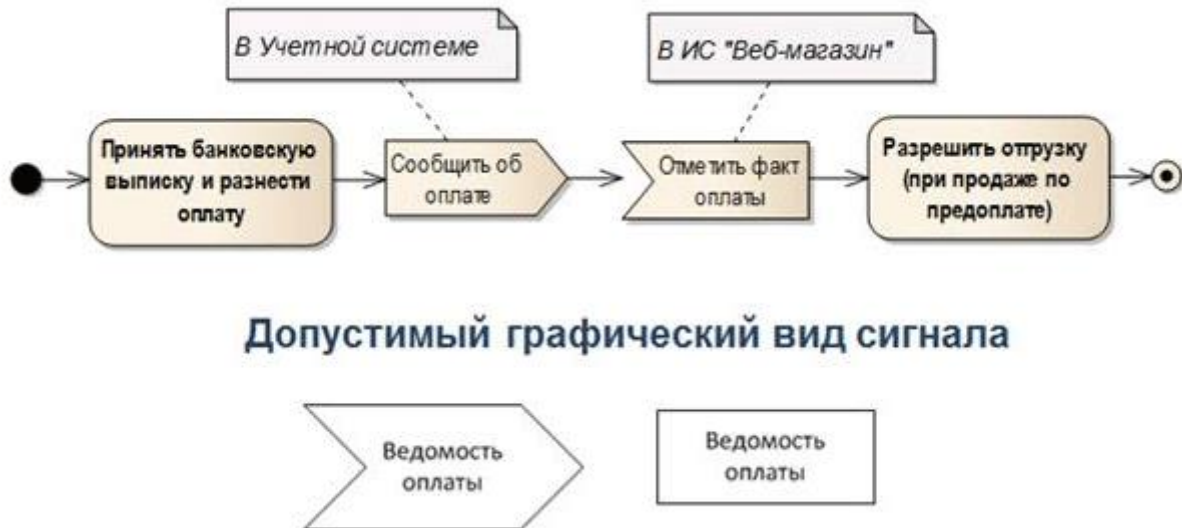 В Учетной системе
В ИС "Веб-магазин"
Принять банковскую
выписку и разнести
оплату
Сообщить об
оплате
Отметить факт
оплаты
Разрешить отгрузку
(при продаже по
предоплате)
Допустимый графический вид сигнала
Ведомость
оплаты
Ведомость
оплаты